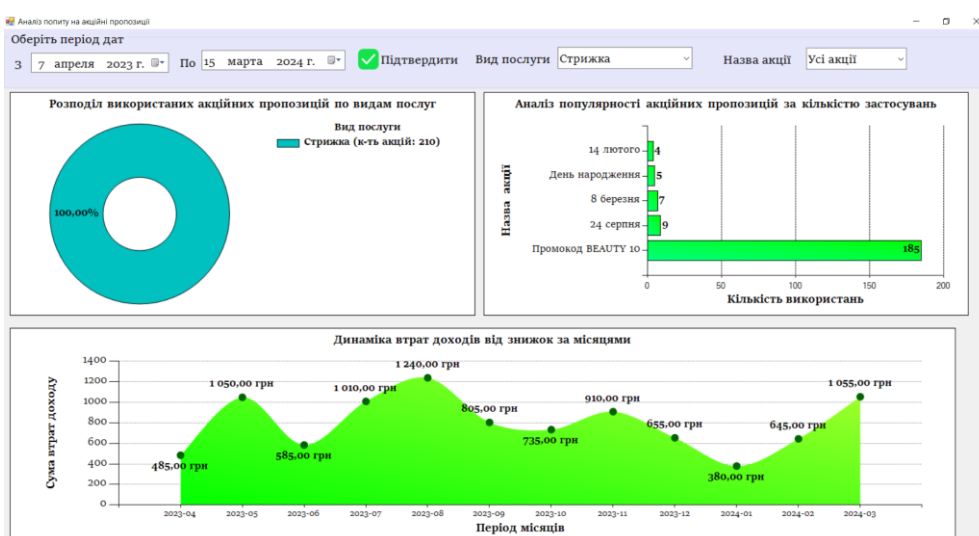 Аналіз попиту на акційні пропозиції
Оберіть період дат
З 7 апреля 2023 г. По 15 марта 2024 г. Підтвердити Вид послуги Стрижка Назва акції Усі акції
Розподіл використаних акційних пропозицій по видам послуг
Вид послуги
Стрижка (к-ть акцій: 210)
100,00%
Аналіз популярності акційних пропозицій за кількістю застосувань
Назва акції
14 лютого 4
День народження 5
8 березня 7
24 серпня 9
Промокод BEAUTY 10 185
0 50 100 150 200
Кількість використань
Динаміка втрат доходів від знижок за місяцями
Сума втрат доходу
1400
1200
1000
800
600
400
200
0
485,00 грн
1 050,00 грн
585,00 грн
1 010,00 грн
1 240,00 грн
805,00 грн
735,00 грн
910,00 грн
655,00 грн
380,00 грн
645,00 грн
1 055,00 грн
2023-04 2023-05 2023-06 2023-07 2023-08 2023-09 2023-10 2023-11 2023-12 2024-01 2024-02 2024-03
Період місяців